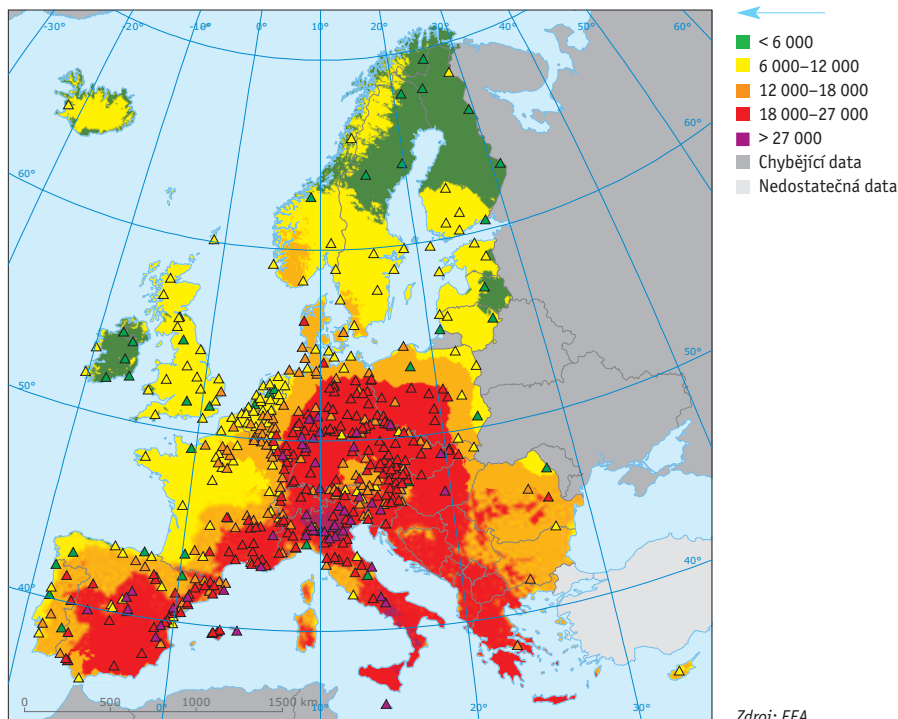 -30° -20° -10° 0° 10° 20° 30° 40° 50° 60°
< 6 000
6 000–12 000
12 000–18 000
18 000–27 000
> 27 000
Chybějící data
Nedostatečná data
60°
60°
50°
50°
40°
40°
0 500 1000 1500 km
0° 10° 20° 30°
Zdroj: EEA